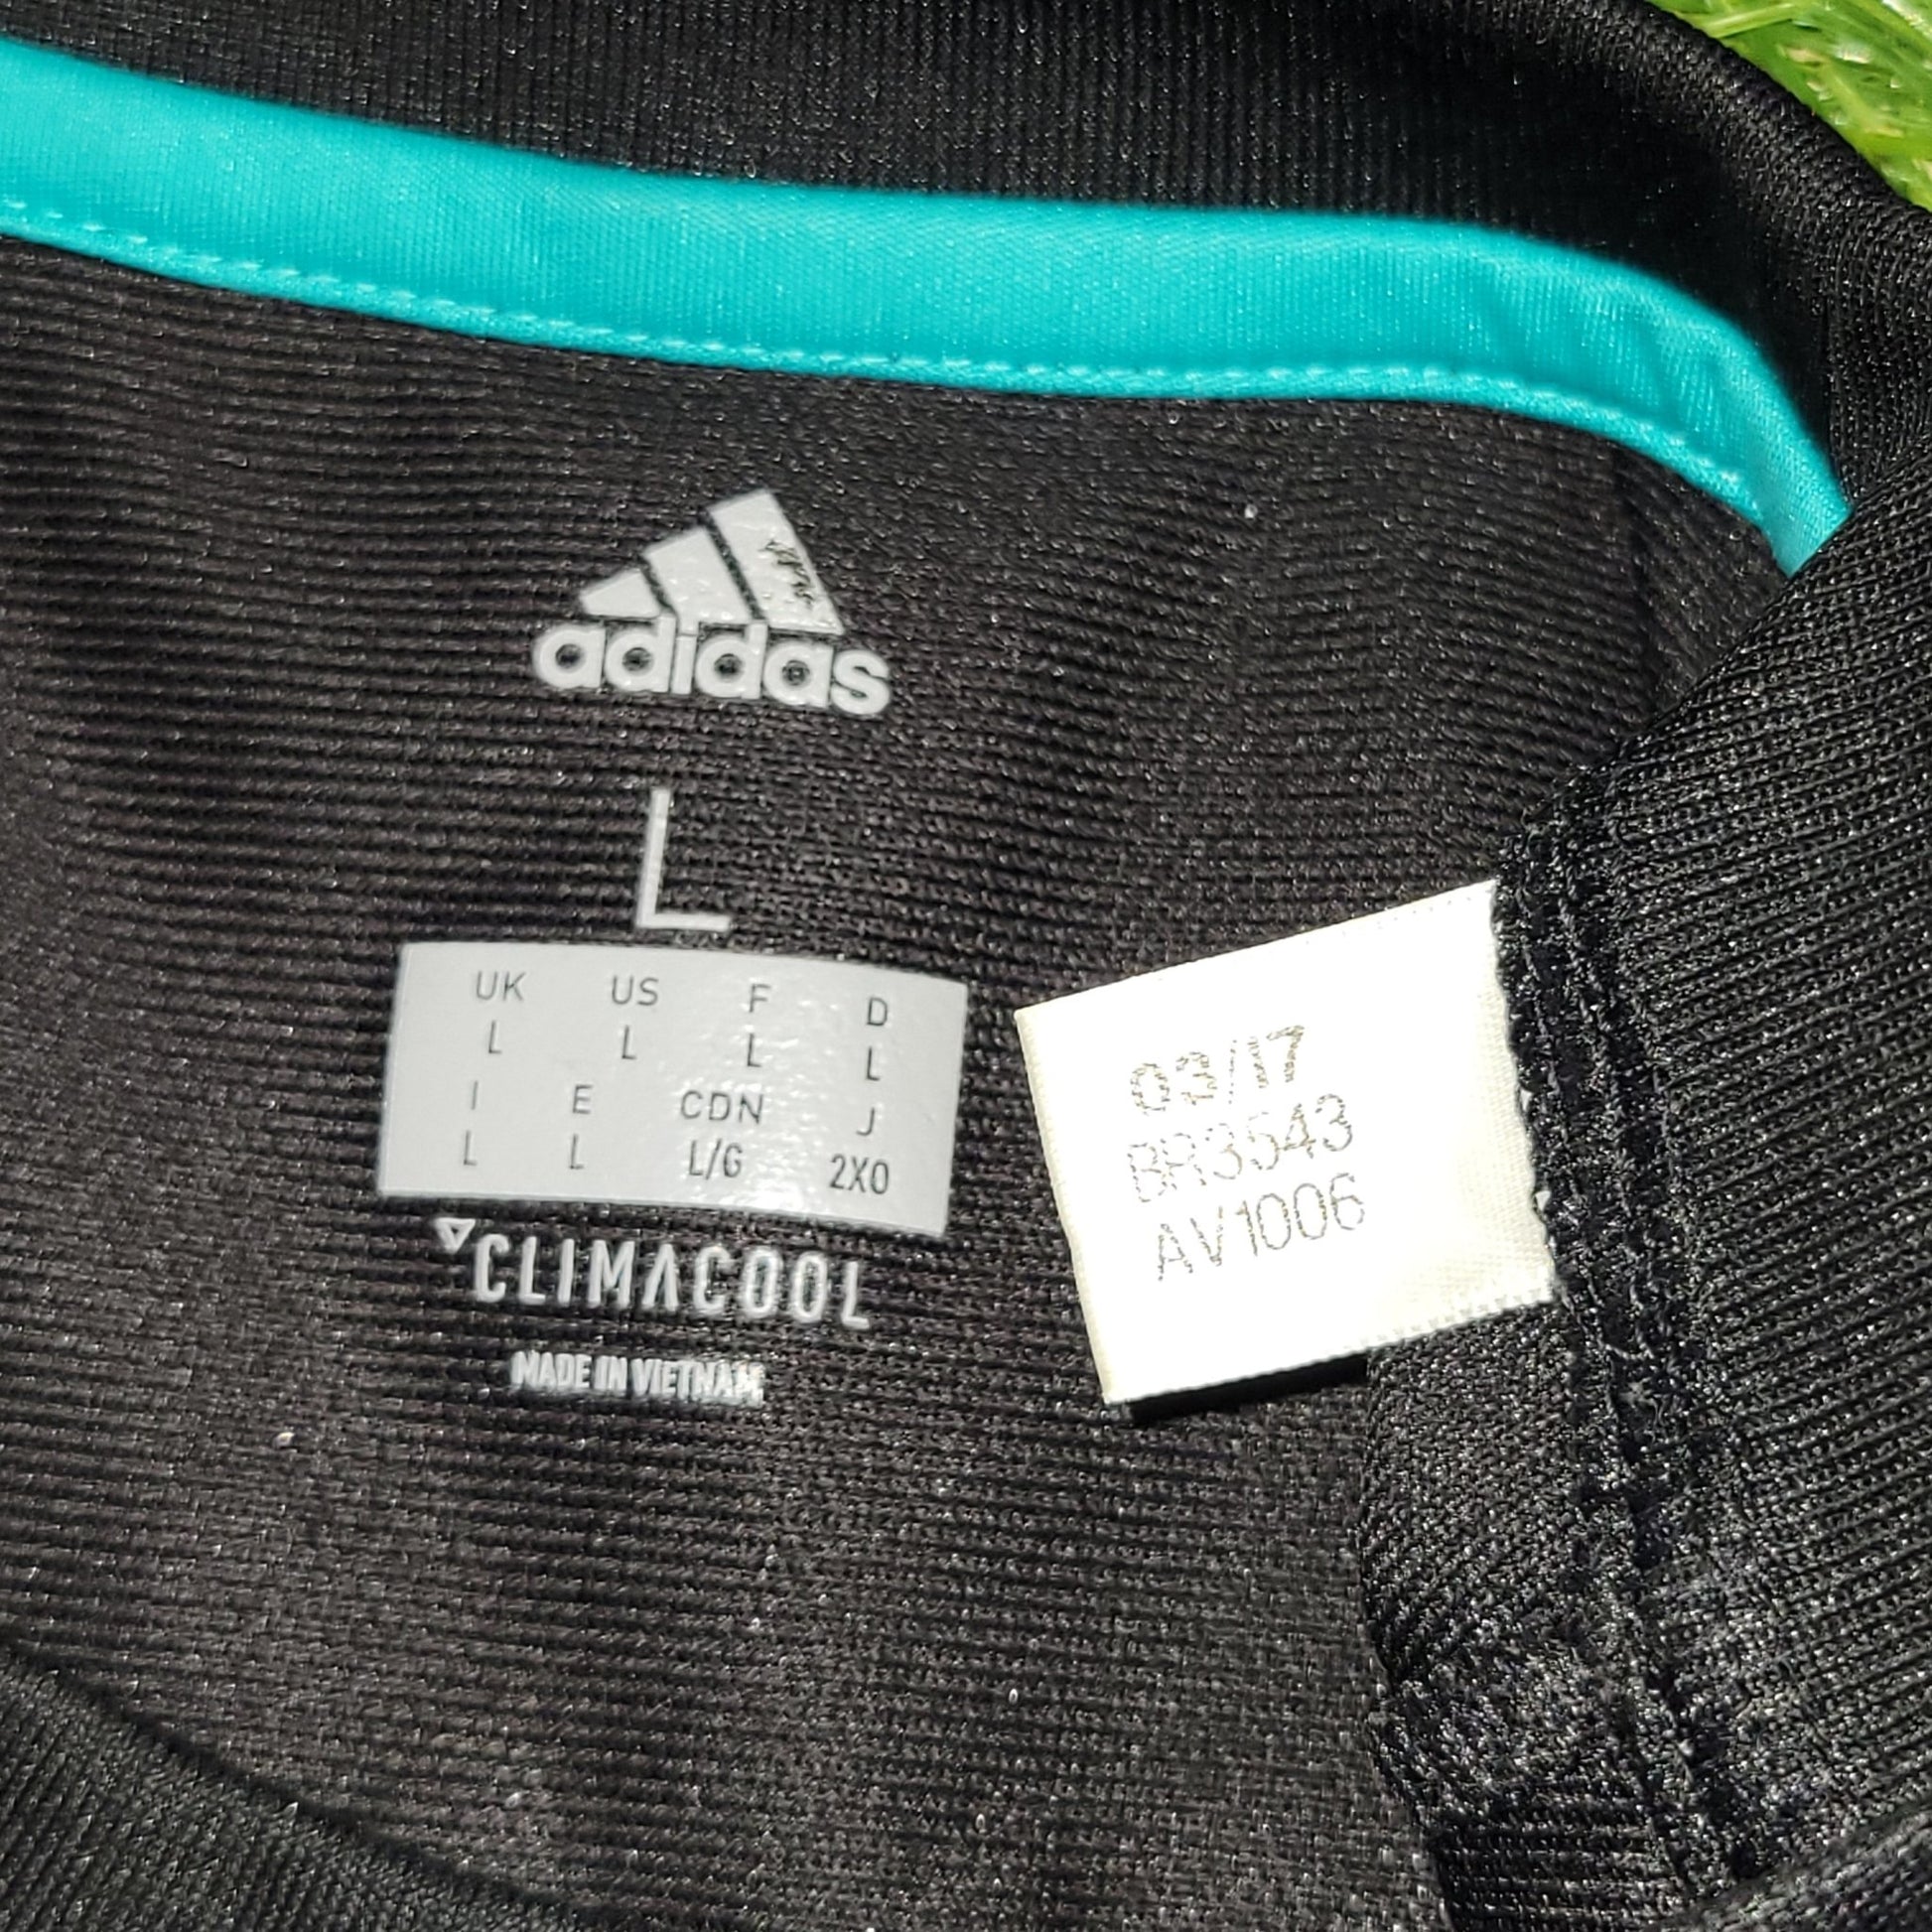 adidas
L
UK US F D
L L L L
I E CDN J
L L L/G 2XO
CLIMACOOL
MADE IN VIETNAM
03/17
BR3543
AV1006